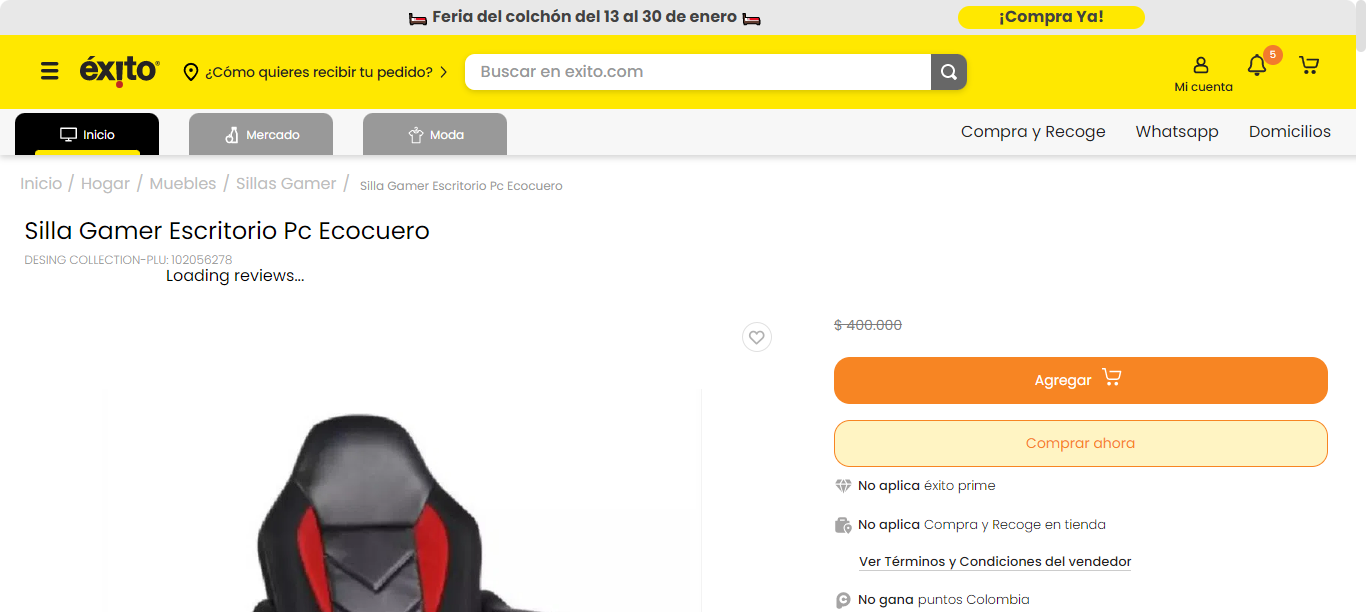 Feria del colchón del 13 al 30 de enero
¡Compra Ya!
éxito
¿Cómo quieres recibir tu pedido?
Buscar en exito.com
Mi cuenta
5
Inicio
Mercado
Moda
Compra y Recoge
Whatsapp
Domicilios
Inicio / Hogar / Muebles / Sillas Gamer / Silla Gamer Escritorio Pc Ecocuero
Silla Gamer Escritorio Pc Ecocuero
DESING COLLECTION-PLU: 102056278
Loading reviews...
$ 400.000
Agregar
Comprar ahora
No aplica éxito prime
No aplica Compra y Recoge en tienda
Ver Términos y Condiciones del vendedor
No gana puntos Colombia